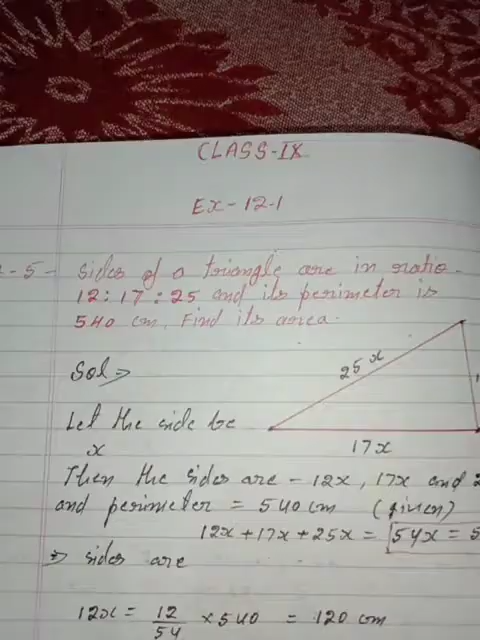 CLASS-IX
EX-12-1
-5- Sides of a triangle are in ratio
12:17:25 and its perimeter is
540 cm. Find its area.
Sol⇒
25x
Let the side be
x
17x
Then the sides are - 12x, 17x and
and perimeter = 540 cm (given)
12x+17x+25x = 54x = 5
⇒ sides are
12x = 12/54 × 540 = 120 cm